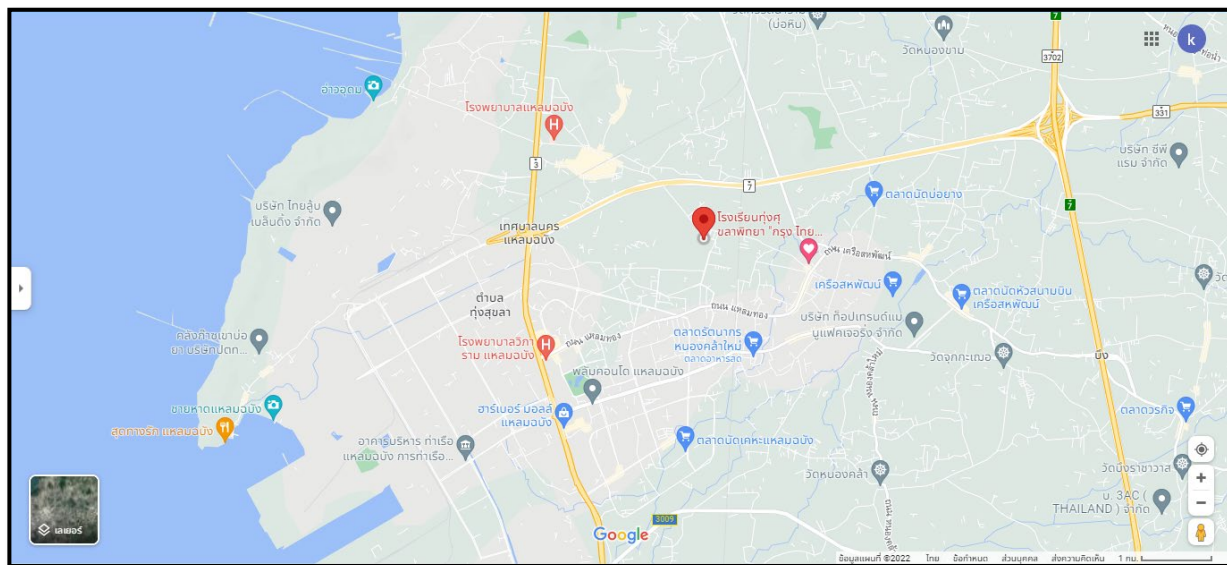 (บ่อหิน)
วัดหนองขาม
k
7
3702
331
อ่าวอุดม
โรงพยาบาลแหลมฉบัง
H
3
7
บริษัท ซีพี
แรม จำกัด
ตลาดนัดบ่อยาง
7
บริษัท ไทยลู้บ
เบส์นด์ิ้ง จำกัด
เทศบาลนคร
แหลมฉบัง
โรงเรียนทุ่งศุ
ขลาพิทยา "กรุง ไทย...
ถนน เครือสหพัฒน์
เครือสหพัฒน์
ตลาดนัดหัวสนามบิน
เครือสหพัฒน์
ตำบล
ทุ่งสุขลา
ถนน แหลมทอง
บริษัท ท็อปเทรนด์แม
นูแฟคเจอริ่ง จำกัด
คลังก๊าซเขาบ่อ
ยา บริษัทปตท...
โรงพยาบาลวิภา
ราม แหลมฉบัง
H
ถนน แหลมทอง
ตลาดรัตนากร
หนองคล้าใหม่
ตลาดอาหารสด
วัดจุกกะเฌอ
บึง
พลัมคอนโด แหลมฉบัง
ถนน หนองคล้าใหม่
ชายหาดแหลมฉบัง
สุดทางรัก แหลมฉบัง
ฮาร์เบอร์ มอลล์
แหลมฉบัง
ตลาดวรกิจ
อาคารบริหาร ท่าเรือ
แหลมฉบัง การท่าเรือ...
ตลาดนัดเคหะแหลมฉบัง
วัดหนองคล้า
วัดบึงราชาวาส
บ. 3AC (
THAILAND ) จำกัด
เลเยอร์
3009
Google
ข้อมูลแผนที่ ©2022 ไทย ข้อกำหนด ส่วนบุคคล ส่งความคิดเห็น 1 กม.